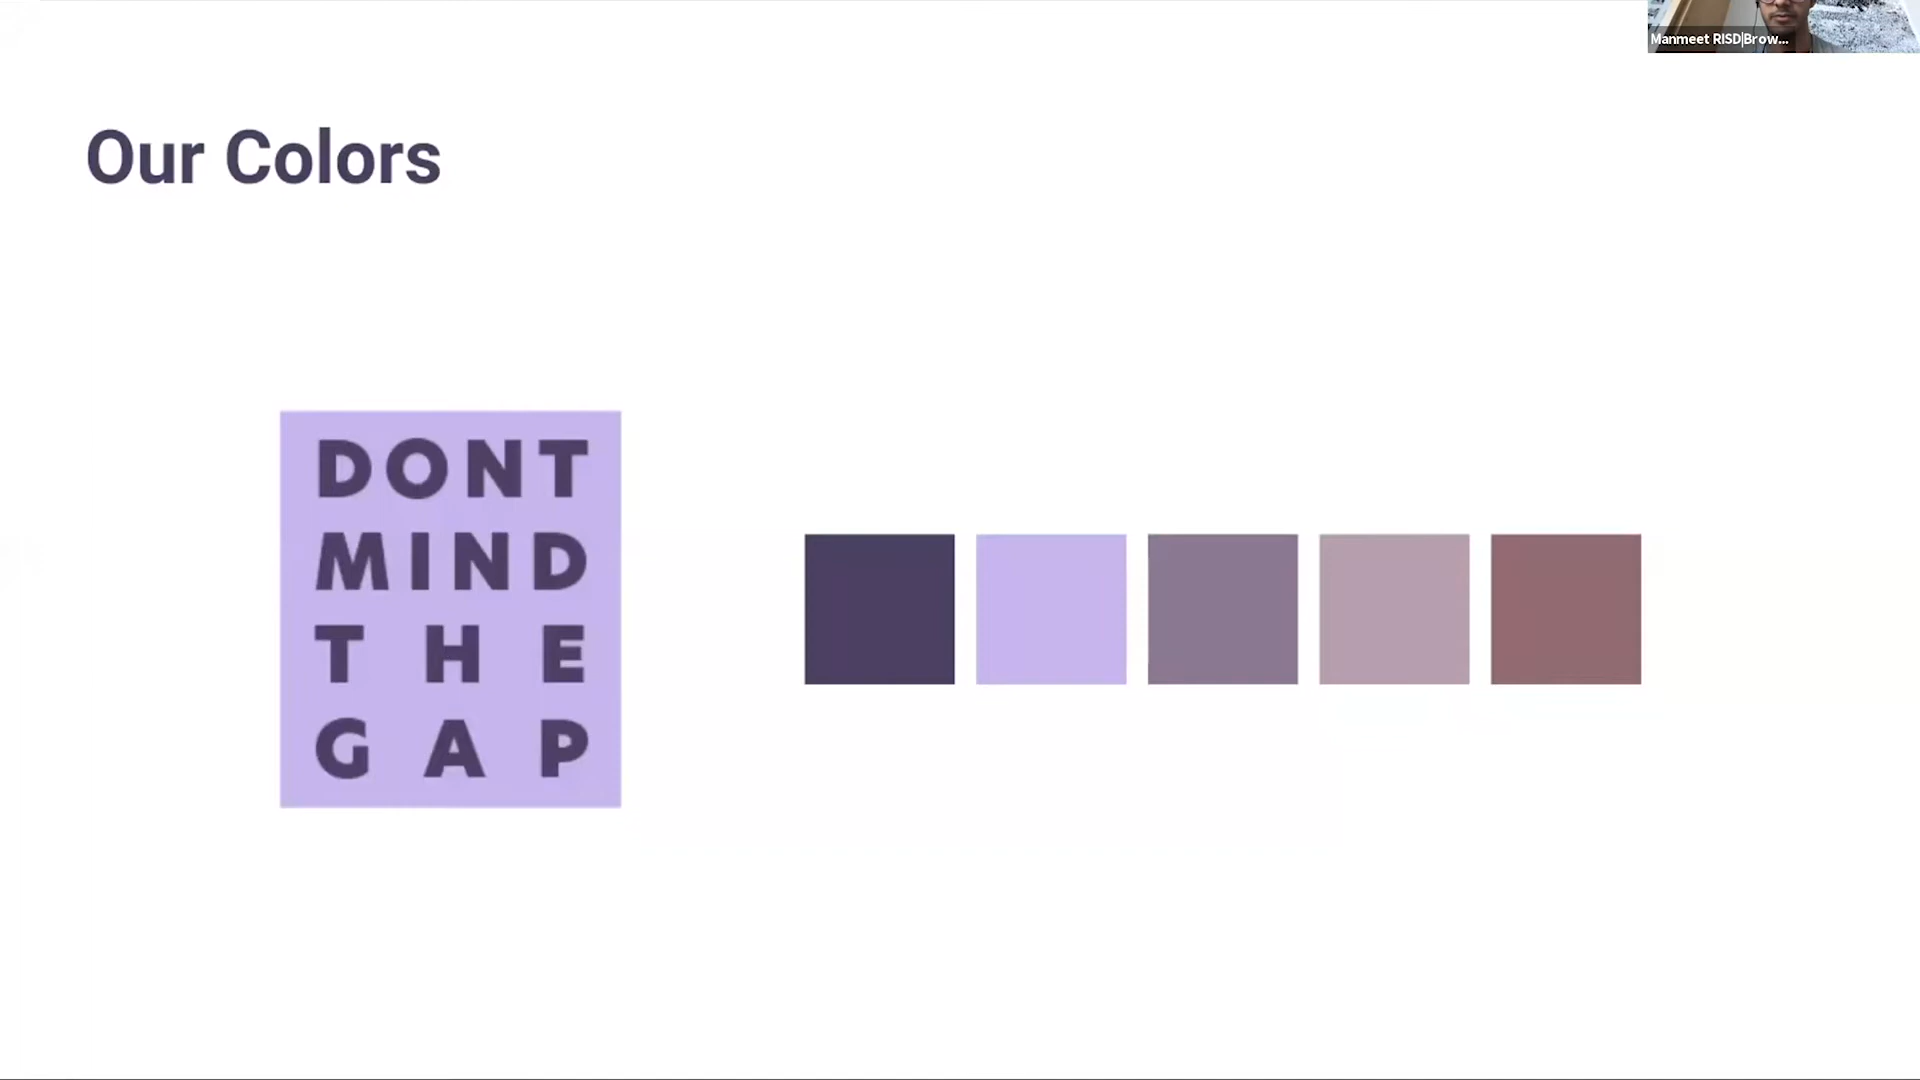 Manmeet RISD|Brow...
Our Colors
DONT
MIND
THE
GAP